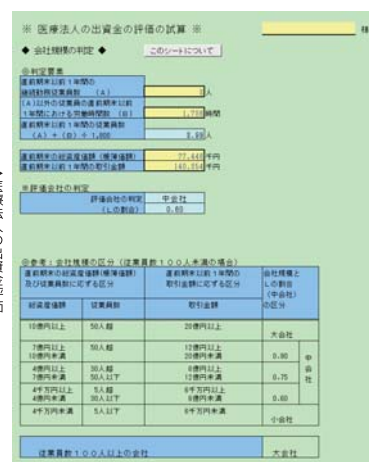 ※ 医療法人の出資金の評価の試算 ※
様
◆ 会社規模の判定 ◆
このシートについて
◎判定要素
直前期末以前1年間の
継続勤務従業員数 (A)
人
(A)以外の従業員の直前期末以前
1年間における労働時間数 (B)
1,798 時間
直前期末以前1年間の従業員数
(A)+(B)÷1,800
人
直前期末の総資産価額(帳簿価額)
77,448 千円
直前期末以前1年間の取引金額
千円
※評価会社の判定
評価会社の判定 中会社
(Lの割合) 0.60
◎参考:会社規模の区分(従業員数100人未満の場合)
直前期末の総資産価額(帳簿価額)
及び従業員数に応ずる区分
直前期末以前1年間の
取引金額に応ずる区分
会社規模と
Lの割合
(中会社)
の区分
総資産価額 従業員数 取引金額
10億円以上 50人超 20億円以上 大会社
7億円以上 50人超 12億円以上
10億円未満 20億円未満 0.90
4億円以上 30人超 6億円以上
7億円未満 50人以下 12億円未満 0.75
4千万円以上 5人超 6千万円以上
4億円未満 30人以下 6億円未満 0.60
中会社
4千万円未満 5人以下 6千万円未満 小会社
従業員数100人以上の会社 大会社